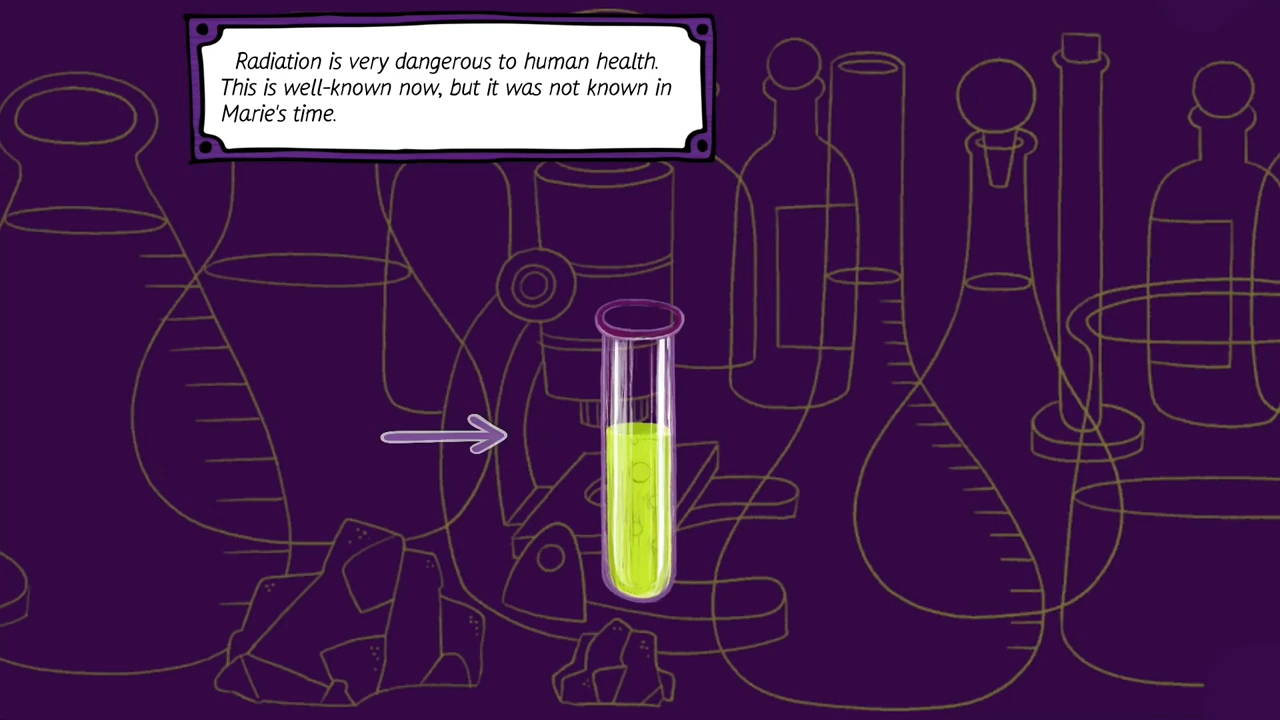 Radiation is very dangerous to human health.
This is well-known now, but it was not known in
Marie's time.